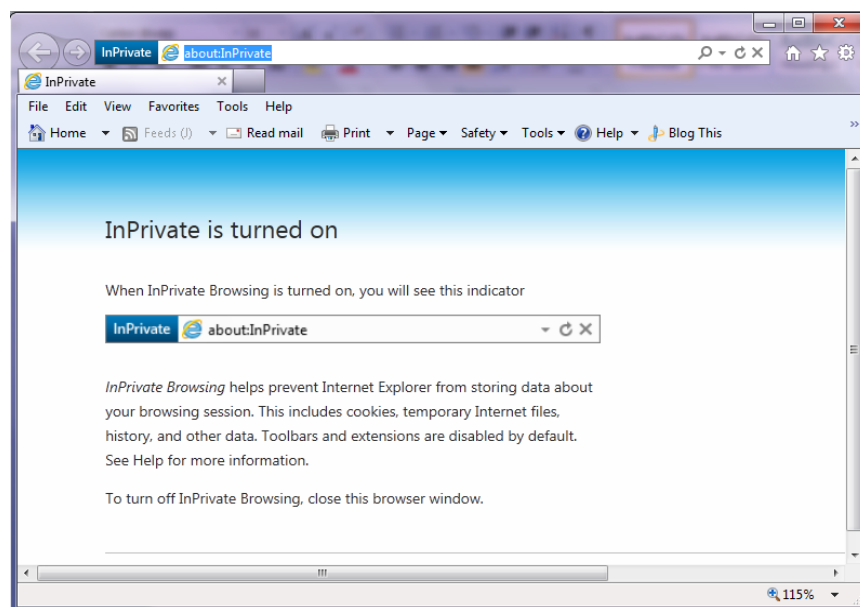 InPrivate about:InPrivate
InPrivate
File Edit View Favorites Tools Help
Home Feeds (J) Read mail Print Page Safety Tools Help Blog This
InPrivate is turned on
When InPrivate Browsing is turned on, you will see this indicator
InPrivate about:InPrivate
InPrivate Browsing helps prevent Internet Explorer from storing data about
your browsing session. This includes cookies, temporary Internet files,
history, and other data. Toolbars and extensions are disabled by default.
See Help for more information.
To turn off InPrivate Browsing, close this browser window.
115%